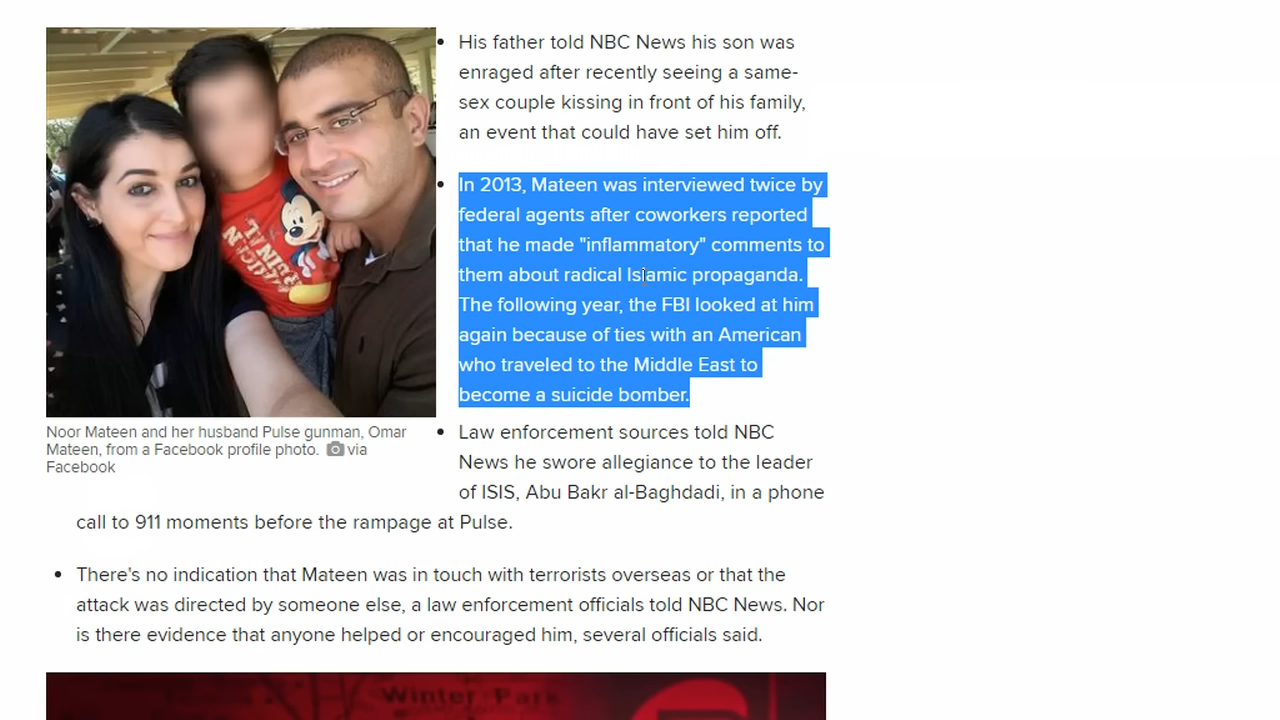 His father told NBC News his son was
enraged after recently seeing a same-
sex couple kissing in front of his family,
an event that could have set him off.
In 2013, Mateen was interviewed twice by
federal agents after coworkers reported
that he made "inflammatory" comments to
them about radical Islamic propaganda.
The following year, the FBI looked at him
again because of ties with an American
who traveled to the Middle East to
become a suicide bomber.
Noor Mateen and her husband Pulse gunman, Omar
Mateen, from a Facebook profile photo. via
Facebook
Law enforcement sources told NBC
News he swore allegiance to the leader
of ISIS, Abu Bakr al-Baghdadi, in a phone
call to 911 moments before the rampage at Pulse.
There's no indication that Mateen was in touch with terrorists overseas or that the
attack was directed by someone else, a law enforcement officials told NBC News. Nor
is there evidence that anyone helped or encouraged him, several officials said.
Winter Park